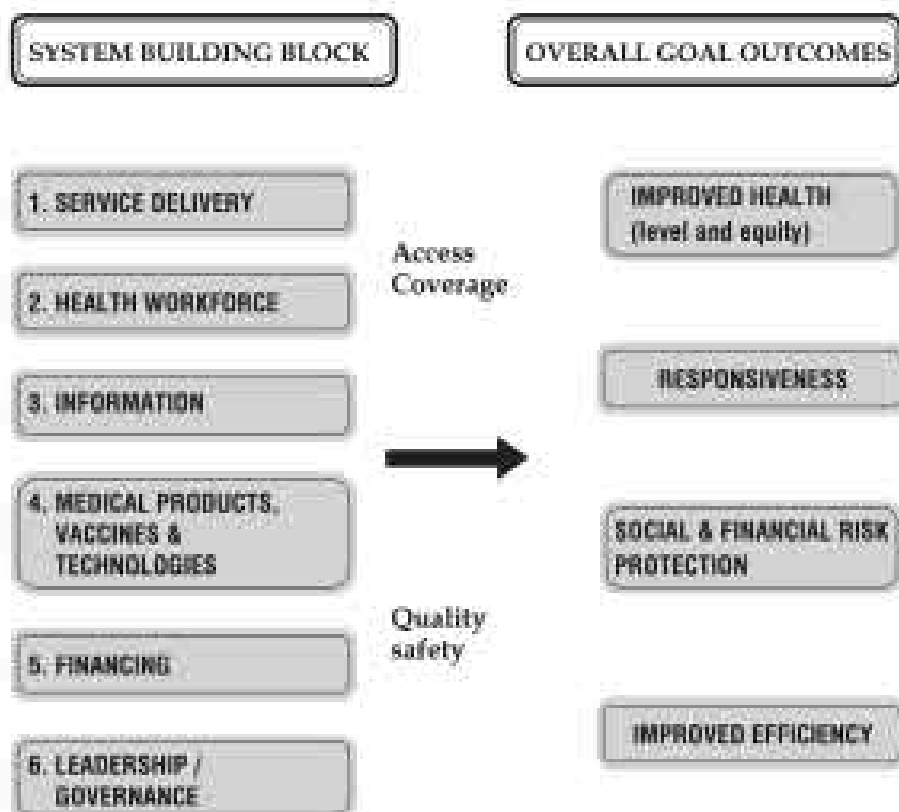 SYSTEM BUILDING BLOCK
OVERALL GOAL OUTCOMES
1. SERVICE DELIVERY
2. HEALTH WORKFORCE
3. INFORMATION
4. MEDICAL PRODUCTS,
VACCINES &
TECHNOLOGIES
5. FINANCING
6. LEADERSHIP /
GOVERNANCE
Access
Coverage
Quality
safety
IMPROVED HEALTH
(level and equity)
RESPONSIVENESS
SOCIAL & FINANCIAL RISK
PROTECTION
IMPROVED EFFICIENCY